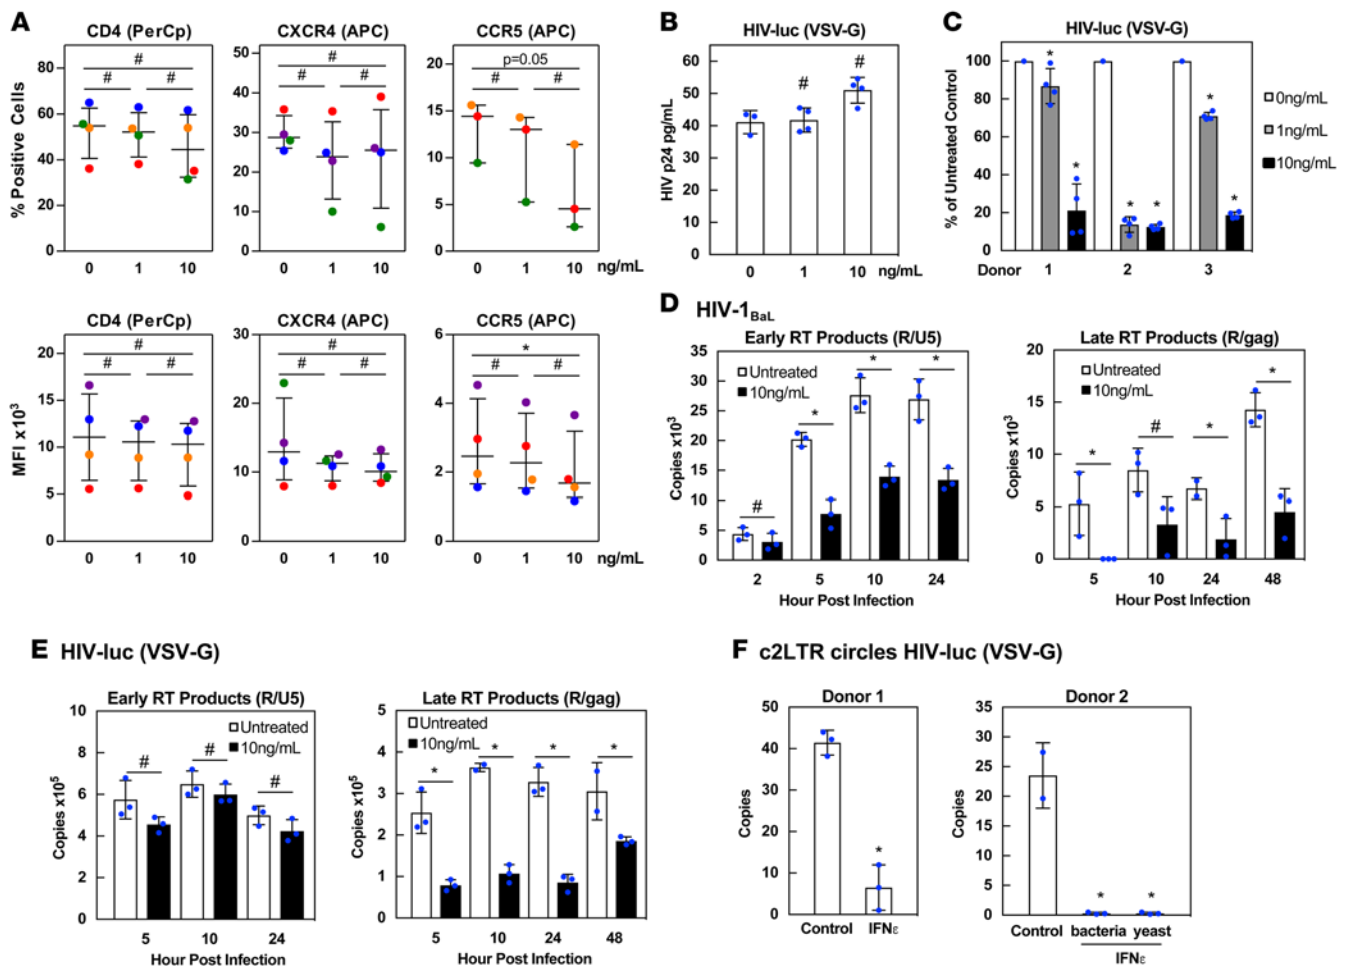 A
CD4 (PerCp)
CXCR4 (APC)
CCR5 (APC)
% Positive Cells
80
60
40
20
0
#
#
#
0
1
10
50
40
30
20
10
0
#
#
#
0
1
10
20
15
10
5
0
p=0.05
#
#
0
1
10
ng/mL
CD4 (PerCp)
CXCR4 (APC)
CCR5 (APC)
MFI x10³
20
15
10
5
0
#
#
#
0
1
10
30
20
10
0
#
#
#
0
1
10
6
4
2
0
*
#
#
0
1
10
ng/mL
B
HIV-luc (VSV-G)
HIV p24 pg/mL
60
50
40
30
20
10
0
#
#
0
1
10
ng/mL
C
HIV-luc (VSV-G)
% of Untreated Control
100
80
60
40
20
0
*
*
*
*
*
*
Donor
1
2
3
0ng/mL
1ng/mL
10ng/mL
D
HIV-1BaL
Early RT Products (R/U5)
Copies x10³
35
30
25
20
15
10
5
0
Untreated
10ng/mL
#
*
*
*
2
5
10
24
Hour Post Infection
Late RT Products (R/gag)
Copies x10³
20
15
10
5
0
Untreated
10ng/mL
*
#
*
*
5
10
24
48
Hour Post Infection
E
HIV-luc (VSV-G)
Early RT Products (R/U5)
Copies x10⁵
10
8
6
4
2
0
Untreated
10ng/mL
#
#
#
5
10
24
Hour Post Infection
Late RT Products (R/gag)
Copies x10⁵
5
4
3
2
1
0
Untreated
10ng/mL
*
*
*
*
5
10
24
48
Hour Post Infection
F
c2LTR circles HIV-luc (VSV-G)
Donor 1
Copies
50
40
30
20
10
0
*
Control
IFNε
Donor 2
Copies
35
30
25
20
15
10
5
0
*
*
Control
bacteria
yeast
IFNε